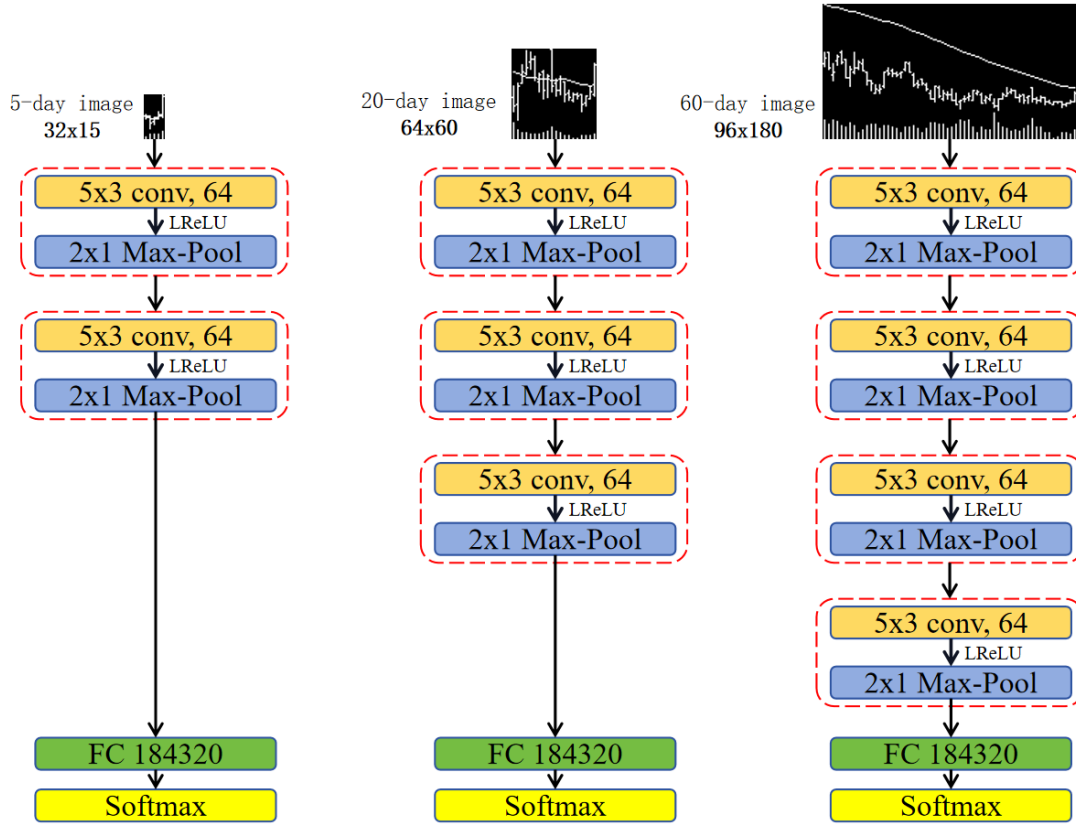 5-day image
32x15
5x3 conv, 64
LReLU
2x1 Max-Pool
5x3 conv, 64
LReLU
2x1 Max-Pool
FC 184320
Softmax
20-day image
64x60
5x3 conv, 64
LReLU
2x1 Max-Pool
5x3 conv, 64
LReLU
2x1 Max-Pool
5x3 conv, 64
LReLU
2x1 Max-Pool
FC 184320
Softmax
60-day image
96x180
5x3 conv, 64
LReLU
2x1 Max-Pool
5x3 conv, 64
LReLU
2x1 Max-Pool
5x3 conv, 64
LReLU
2x1 Max-Pool
5x3 conv, 64
LReLU
2x1 Max-Pool
FC 184320
Softmax